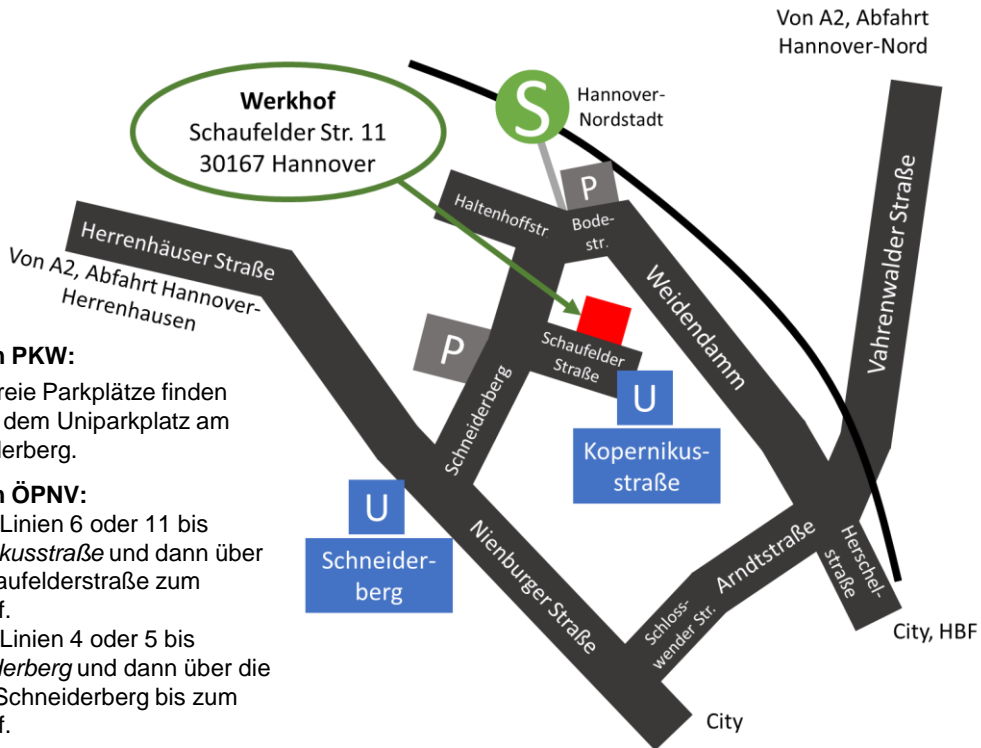 Von A2, Abfahrt
Hannover-Nord
Werkhof
Schaufelder Str. 11
30167 Hannover
S
Hannover-
Nordstadt
P
Haltenhoffstr.
Bode-
str.
Herrenhäuser Straße
Von A2, Abfahrt Hannover-
Herrenhausen
Weidendamm
Vahrenwalder Straße
Schaufelder
Straße
P
Schneiderberg
U
Kopernikus-
straße
U
Schneider-
berg
Nienburger Straße
Arndtstraße
Schloss-
wender Str.
Herschel-
straße
City, HBF
City
PKW:
reie Parkplätze finden
dem Uniparkplatz am
derberg.
ÖPNV:
Linien 6 oder 11 bis
kusstraße und dann über
aufelderstraße zum
f.
Linien 4 oder 5 bis
derberg und dann über die
Schneiderberg bis zum
f.